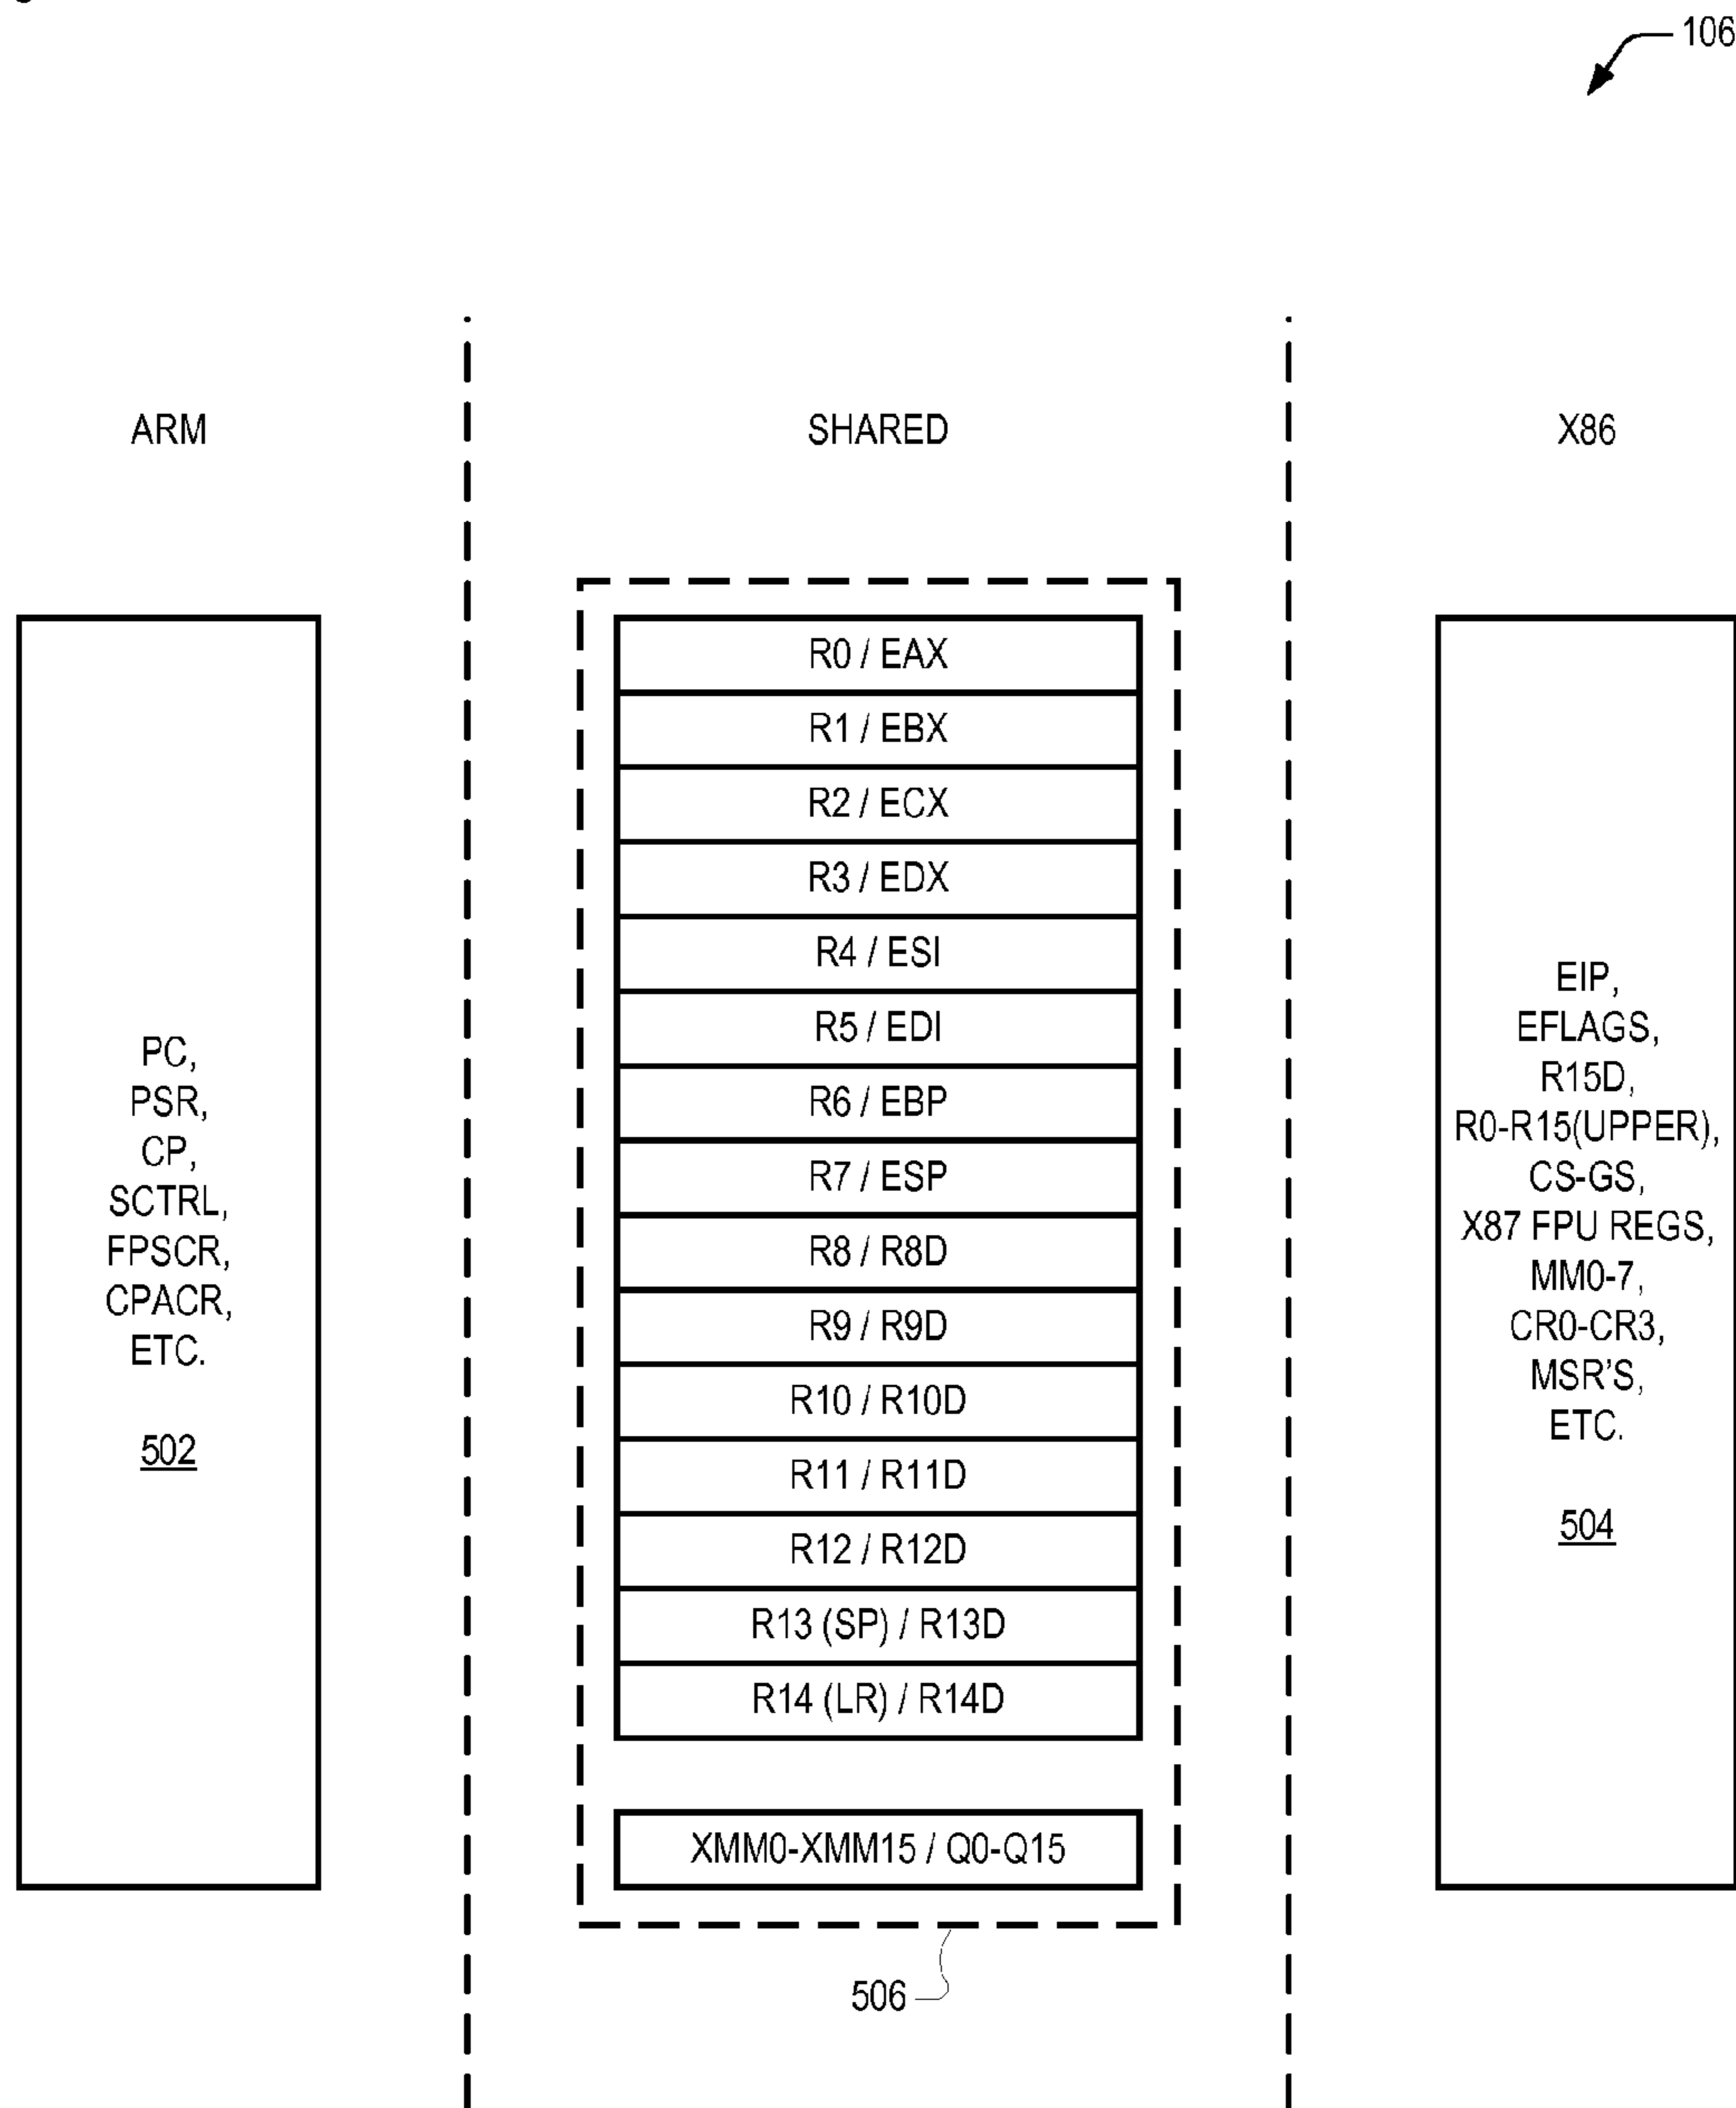 106
ARM
SHARED
X86
PC,
PSR,
CP,
SCTRL,
FPSCR,
CPACR,
ETC.
502
R0 / EAX
R1 / EBX
R2 / ECX
R3 / EDX
R4 / ESI
R5 / EDI
R6 / EBP
R7 / ESP
R8 / R8D
R9 / R9D
R10 / R10D
R11 / R11D
R12 / R12D
R13 (SP) / R13D
R14 (LR) / R14D
XMM0-XMM15 / Q0-Q15
506
EIP,
EFLAGS,
R15D,
R0-R15(UPPER),
CS-GS,
X87 FPU REGS,
MM0-7,
CR0-CR3,
MSR'S,
ETC.
504